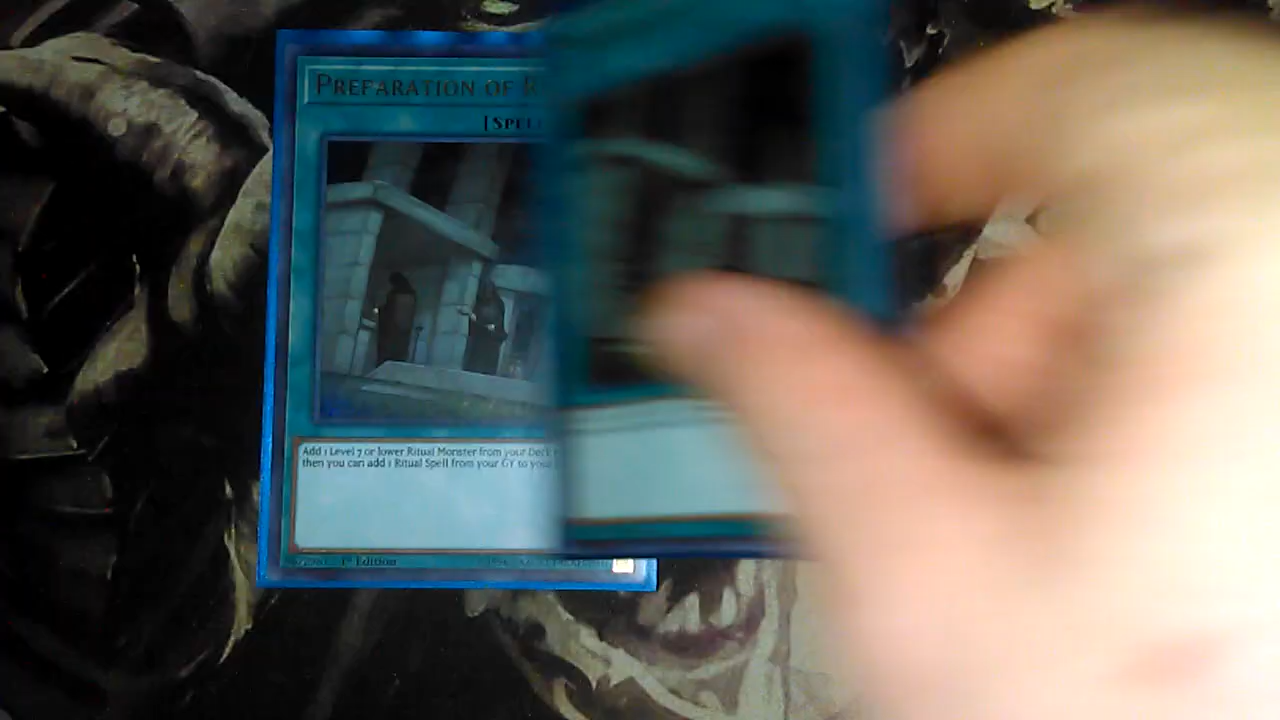 PREPARATION OF R
[SPELL
Add 1 Level 7 or lower Ritual Monster from your Deck
then you can add 1 Ritual Spell from your GY to your
1st Edition